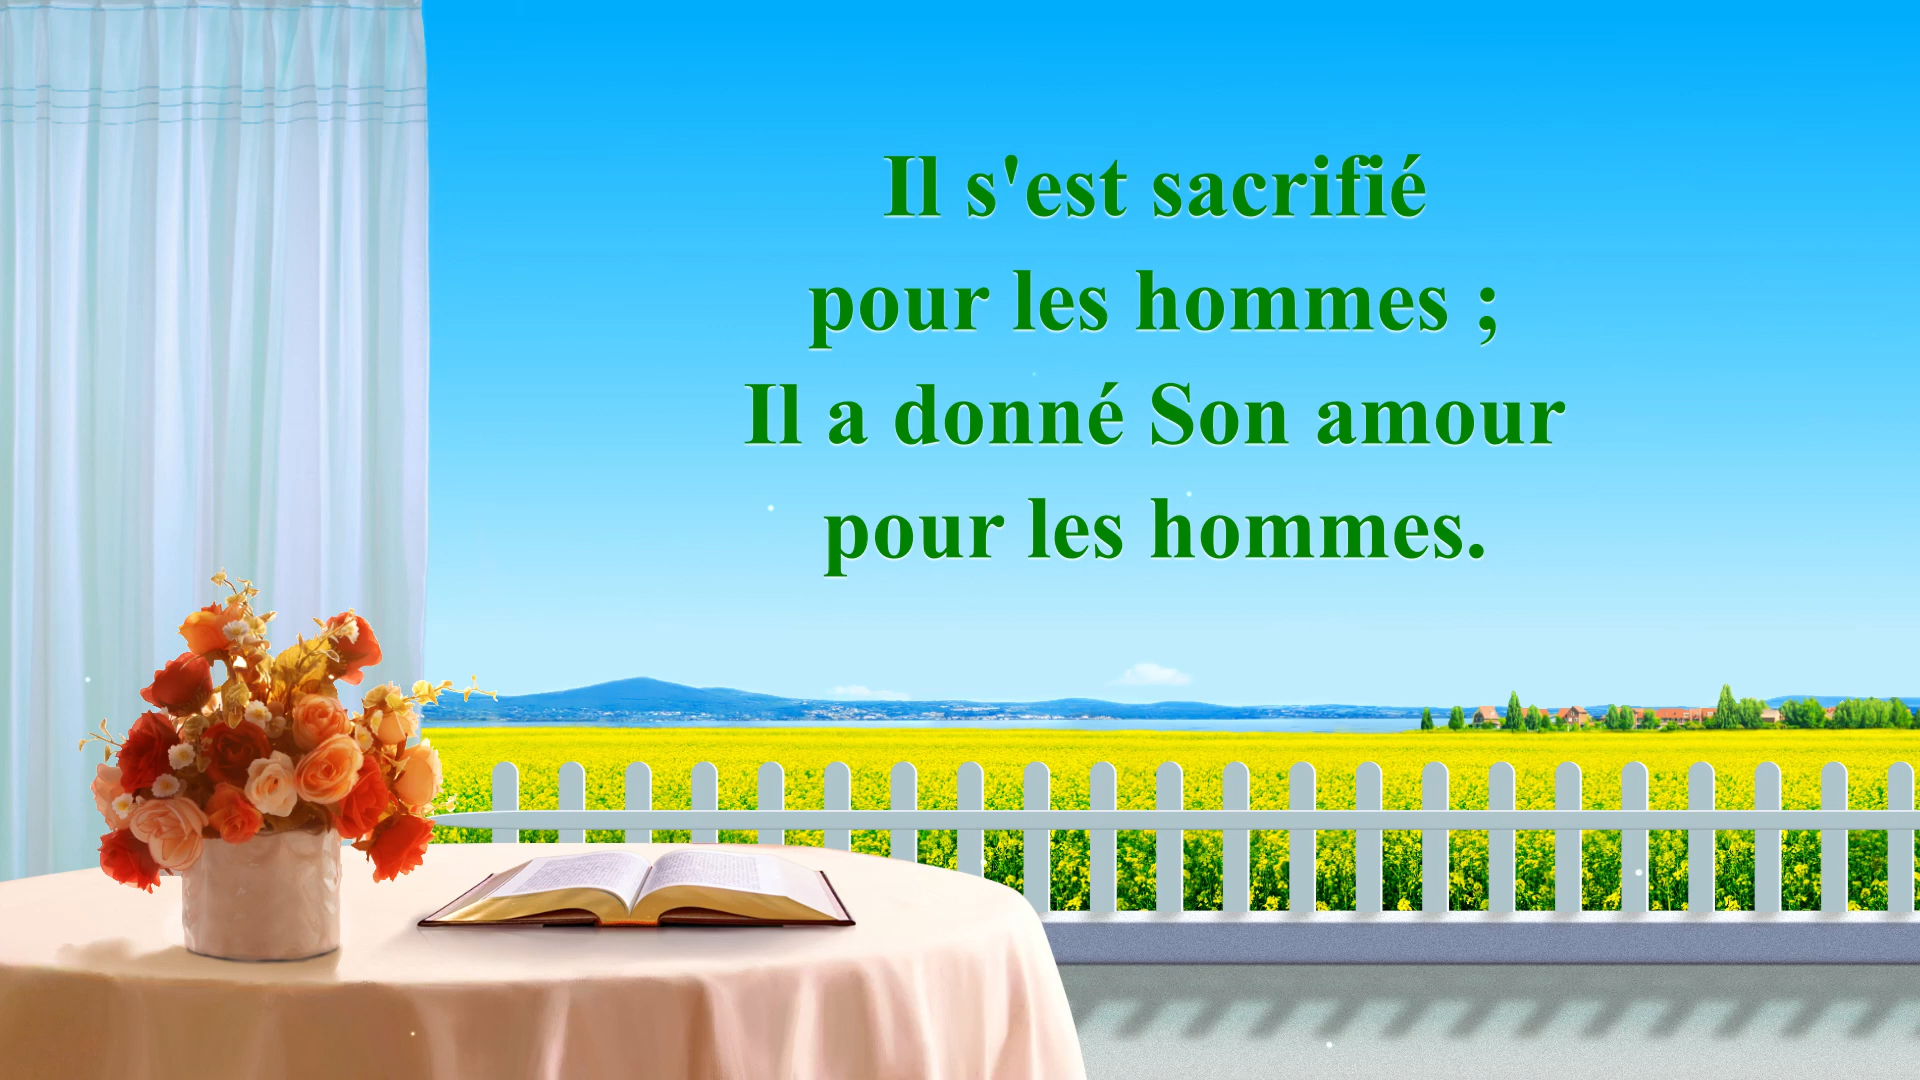 Il s'est sacrifié
pour les hommes ;
Il a donné Son amour
pour les hommes.